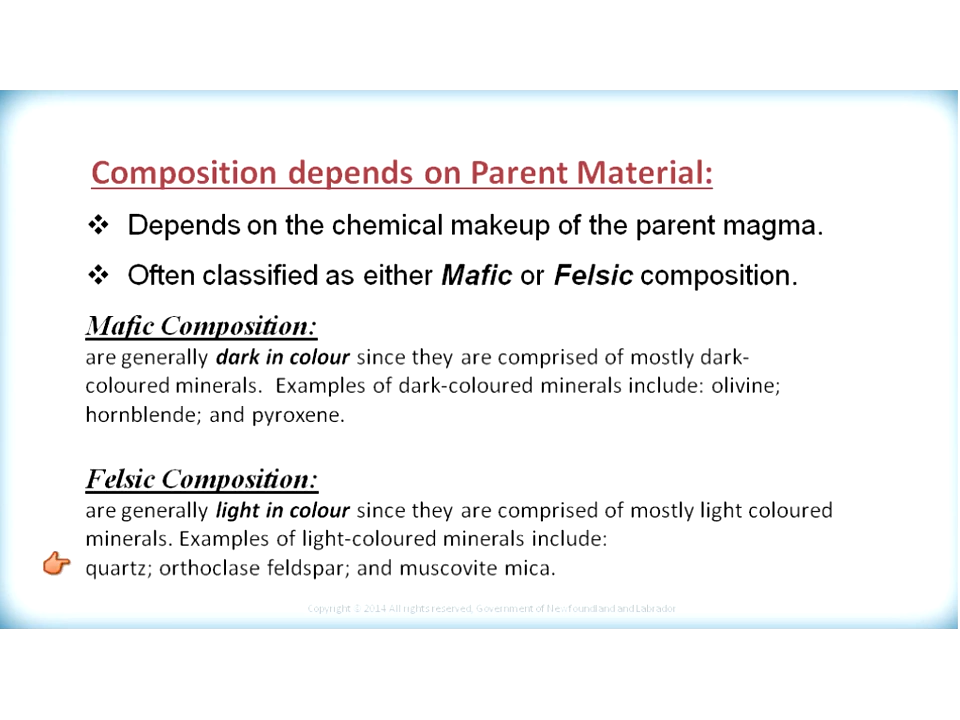 Composition depends on Parent Material:
❖ Depends on the chemical makeup of the parent magma.
❖ Often classified as either Mafic or Felsic composition.
Mafic Composition:
are generally dark in colour since they are comprised of mostly dark-
coloured minerals.  Examples of dark-coloured minerals include: olivine;
hornblende; and pyroxene.
Felsic Composition:
are generally light in colour since they are comprised of mostly light coloured
minerals. Examples of light-coloured minerals include:
quartz; orthoclase feldspar; and muscovite mica.
Copyright © 2014 All rights reserved, Government of Newfoundland and Labrador